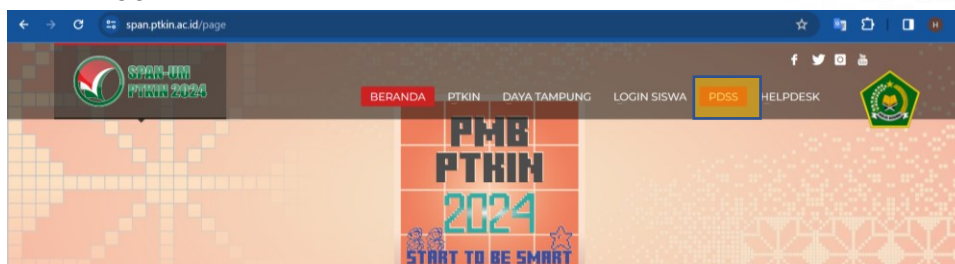 span.ptkin.ac.id/page
H
SPAN-UM
PTKIN 2024
BERANDA PTKIN DAYA TAMPUNG LOGIN SISWA PDSS HELPDESK
PMB
PTKIN
2024
START TO BE SMART